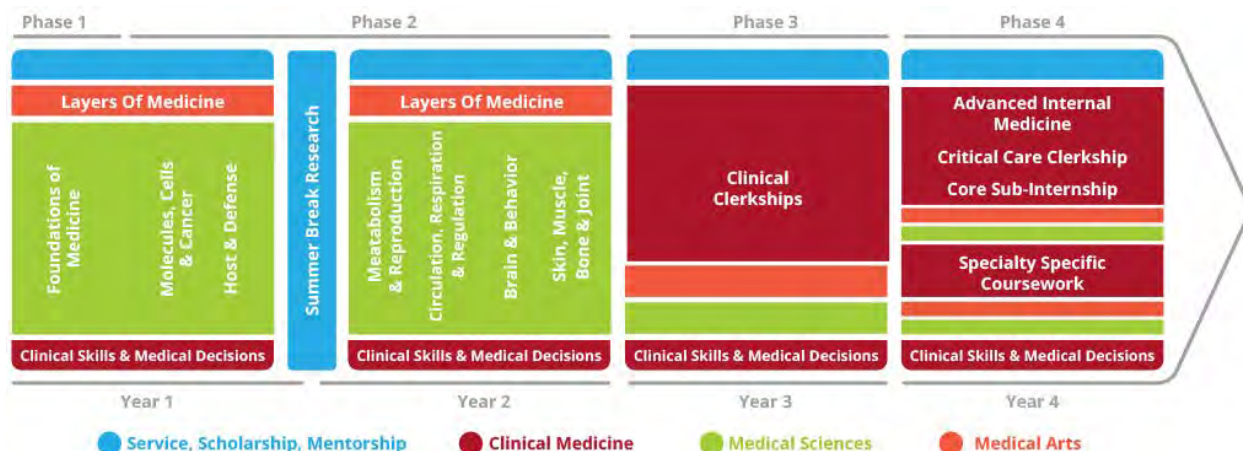 Phase 1
Phase 2
Phase 3
Phase 4
Layers Of Medicine
Foundations of
Medicine
Molecules, Cells
& Cancer
Host & Defense
Clinical Skills & Medical Decisions
Summer Break Research
Layers Of Medicine
Meatabolism
& Reproduction
Circulation, Respiration
& Regulation
Brain & Behavior
Skin, Muscle,
Bone & Joint
Clinical Skills & Medical Decisions
Clinical
Clerkships
Clinical Skills & Medical Decisions
Advanced Internal
Medicine
Critical Care Clerkship
Core Sub-Internship
Specialty Specific
Coursework
Clinical Skills & Medical Decisions
Year 1
Year 2
Year 3
Year 4
Service, Scholarship, Mentorship
Clinical Medicine
Medical Sciences
Medical Arts